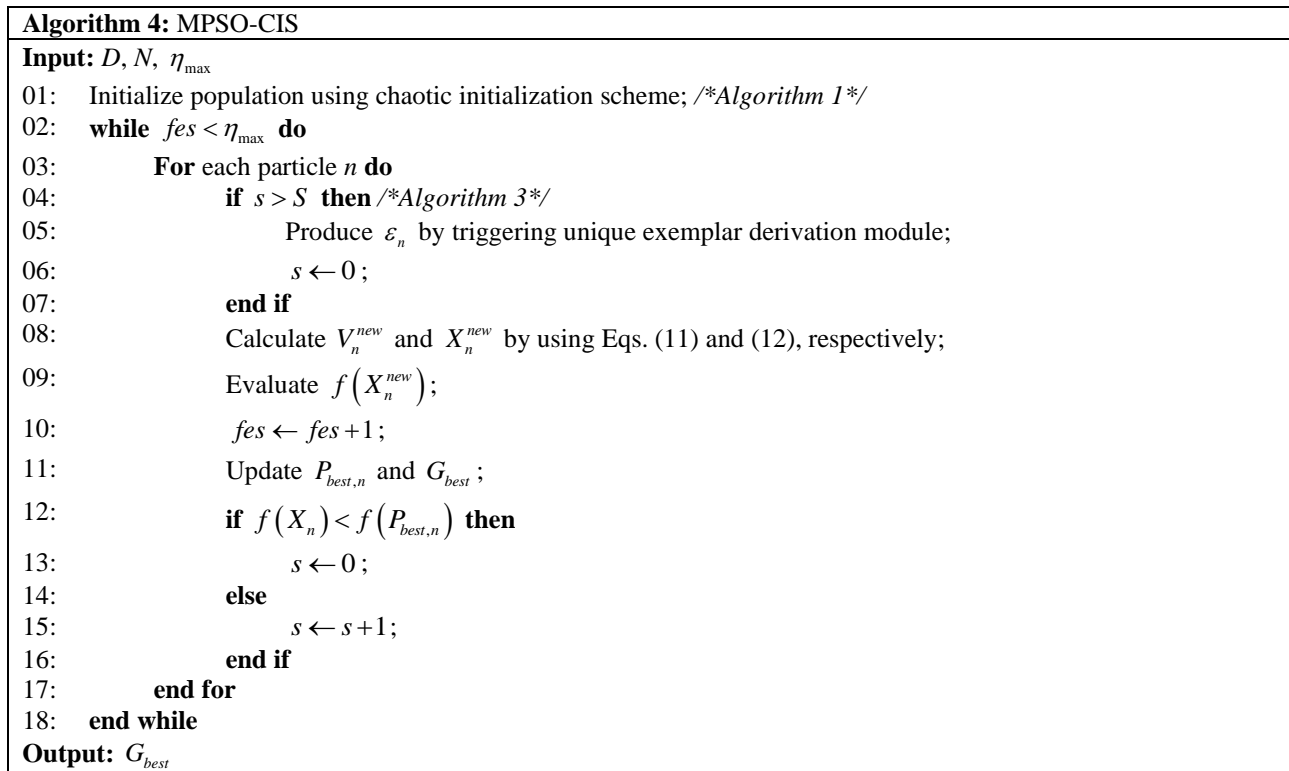 Algorithm 4: MPSO-CIS
Input: D, N, η_max
01: Initialize population using chaotic initialization scheme; /*Algorithm 1*/
02: while fes < η_max do
03: For each particle n do
04: if s > S then /*Algorithm 3*/
05: Produce ε_n by triggering unique exemplar derivation module;
06: s ← 0 ;
07: end if
08: Calculate V_n^new and X_n^new by using Eqs. (11) and (12), respectively;
09: Evaluate f(X_n^new) ;
10: fes ← fes +1 ;
11: Update P_best,n and G_best ;
12: if f(X_n) < f(P_best,n) then
13: s ← 0 ;
14: else
15: s ← s +1 ;
16: end if
17: end for
18: end while
Output: G_best